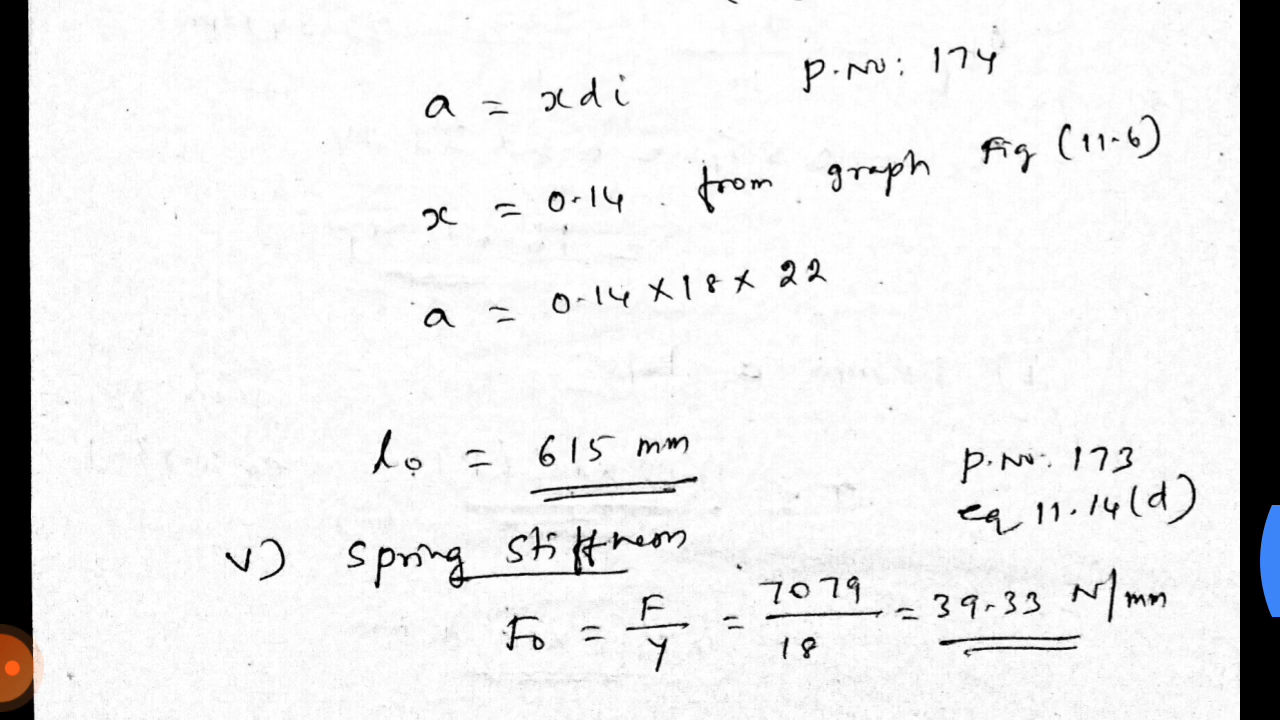 p.No: 174
a = xdi
x = 0.14 from graph Fig (11.6)
a = 0.14 x 18 x 22
l₀ = 615 mm
p.No. 173
eq 11.14(d)
v) spring stiffness
F₀ = F/y = 7079/18 = 39.33 N/mm